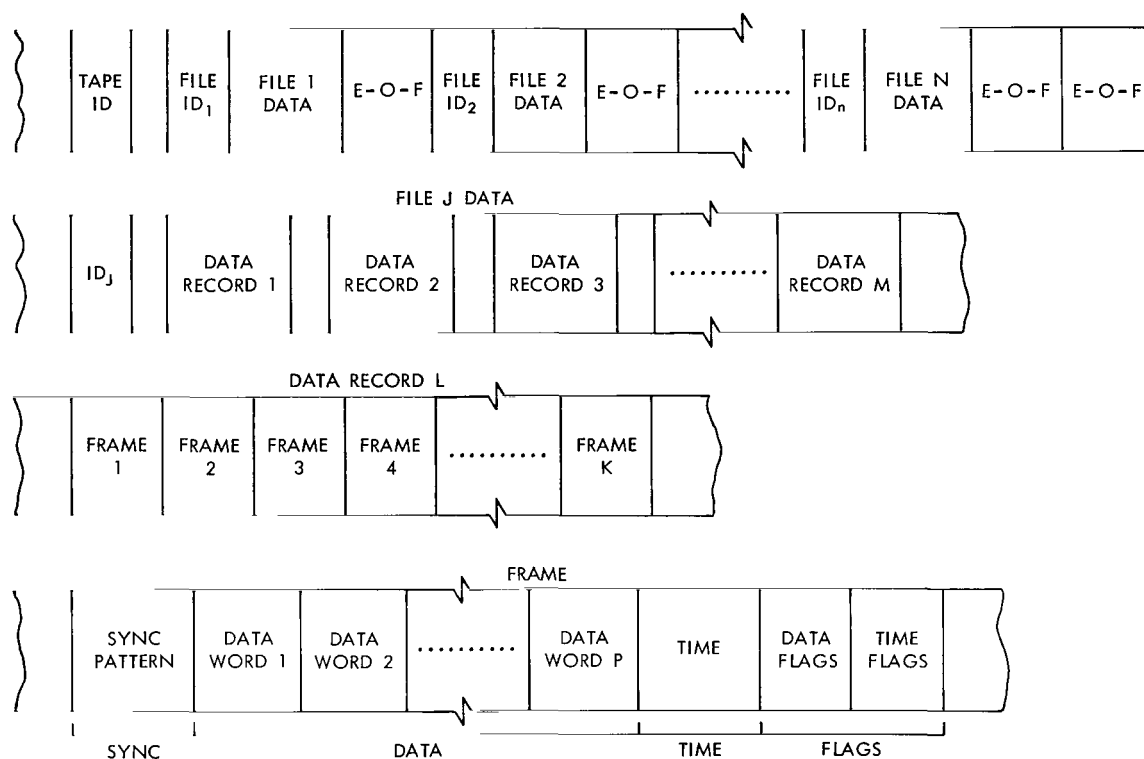 TAPE ID FILE ID₁ FILE 1 DATA E-O-F FILE ID₂ FILE 2 DATA E-O-F .......... FILE IDₙ FILE N DATA E-O-F E-O-F
FILE J DATA
ID_J DATA RECORD 1 DATA RECORD 2 DATA RECORD 3 .......... DATA RECORD M
DATA RECORD L
FRAME 1 FRAME 2 FRAME 3 FRAME 4 .......... FRAME K
FRAME
SYNC PATTERN DATA WORD 1 DATA WORD 2 .......... DATA WORD P TIME DATA FLAGS TIME FLAGS
SYNC DATA TIME FLAGS